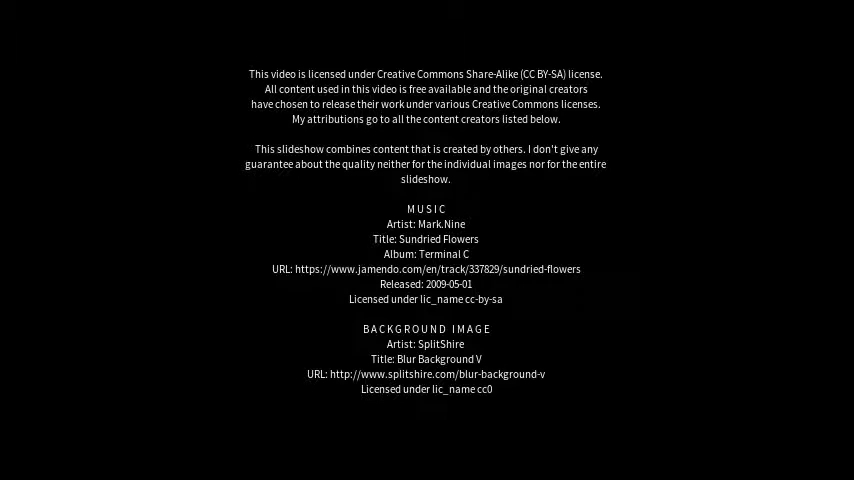 This video is licensed under Creative Commons Share-Alike (CC BY-SA) license.
All content used in this video is free available and the original creators
have chosen to release their work under various Creative Commons licenses.
My attributions go to all the content creators listed below.
This slideshow combines content that is created by others. I don't give any
guarantee about the quality neither for the individual images nor for the entire
slideshow.
MUSIC
Artist: Mark.Nine
Title: Sundried Flowers
Album: Terminal C
URL: https://www.jamendo.com/en/track/337829/sundried-flowers
Released: 2009-05-01
Licensed under lic_name cc-by-sa
BACKGROUND IMAGE
Artist: SplitShire
Title: Blur Background V
URL: http://www.splitshire.com/blur-background-v
Licensed under lic_name cc0